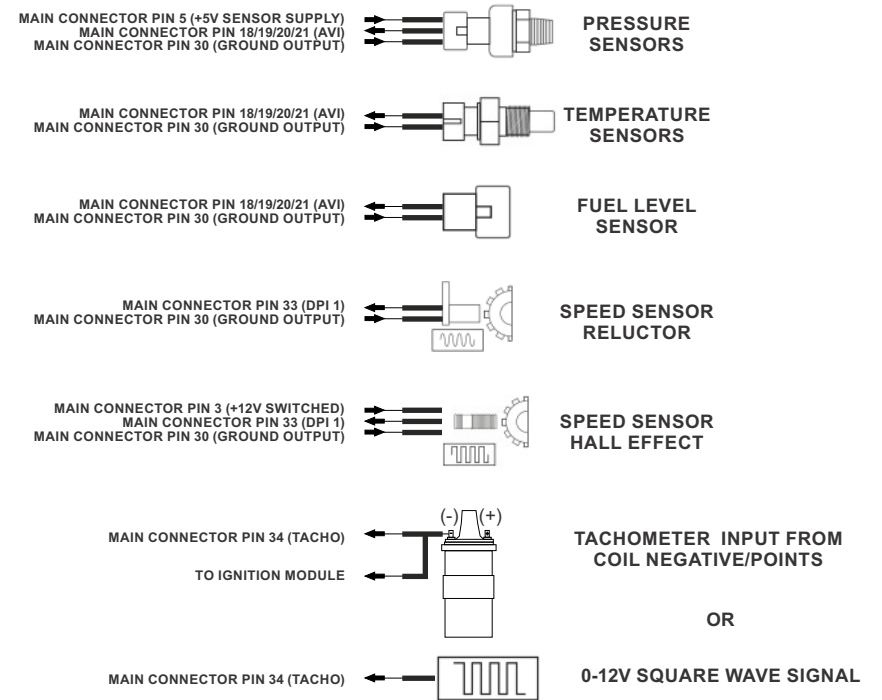 MAIN CONNECTOR PIN 5 (+5V SENSOR SUPPLY)
MAIN CONNECTOR PIN 18/19/20/21 (AVI)
MAIN CONNECTOR PIN 30 (GROUND OUTPUT)
PRESSURE
SENSORS
MAIN CONNECTOR PIN 18/19/20/21 (AVI)
MAIN CONNECTOR PIN 30 (GROUND OUTPUT)
TEMPERATURE
SENSORS
MAIN CONNECTOR PIN 18/19/20/21 (AVI)
MAIN CONNECTOR PIN 30 (GROUND OUTPUT)
FUEL LEVEL
SENSOR
MAIN CONNECTOR PIN 33 (DPI 1)
MAIN CONNECTOR PIN 30 (GROUND OUTPUT)
SPEED SENSOR
RELUCTOR
MAIN CONNECTOR PIN 3 (+12V SWITCHED)
MAIN CONNECTOR PIN 33 (DPI 1)
MAIN CONNECTOR PIN 30 (GROUND OUTPUT)
SPEED SENSOR
HALL EFFECT
(-) (+)
MAIN CONNECTOR PIN 34 (TACHO)
TO IGNITION MODULE
TACHOMETER INPUT FROM
COIL NEGATIVE/POINTS
OR
MAIN CONNECTOR PIN 34 (TACHO)
0-12V SQUARE WAVE SIGNAL